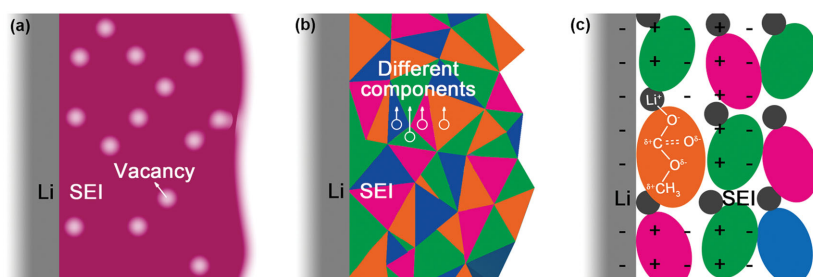 (a)
Vacancy
Li SEI
(b)
Different
components
Li SEI
(c)
- + - + -
- + - + -
- + - + -
Li⁺
O⁻
- + -
δ+ C O δ-
O δ-
δ+ CH₃
Li SEI
- + - + -
- + - + -